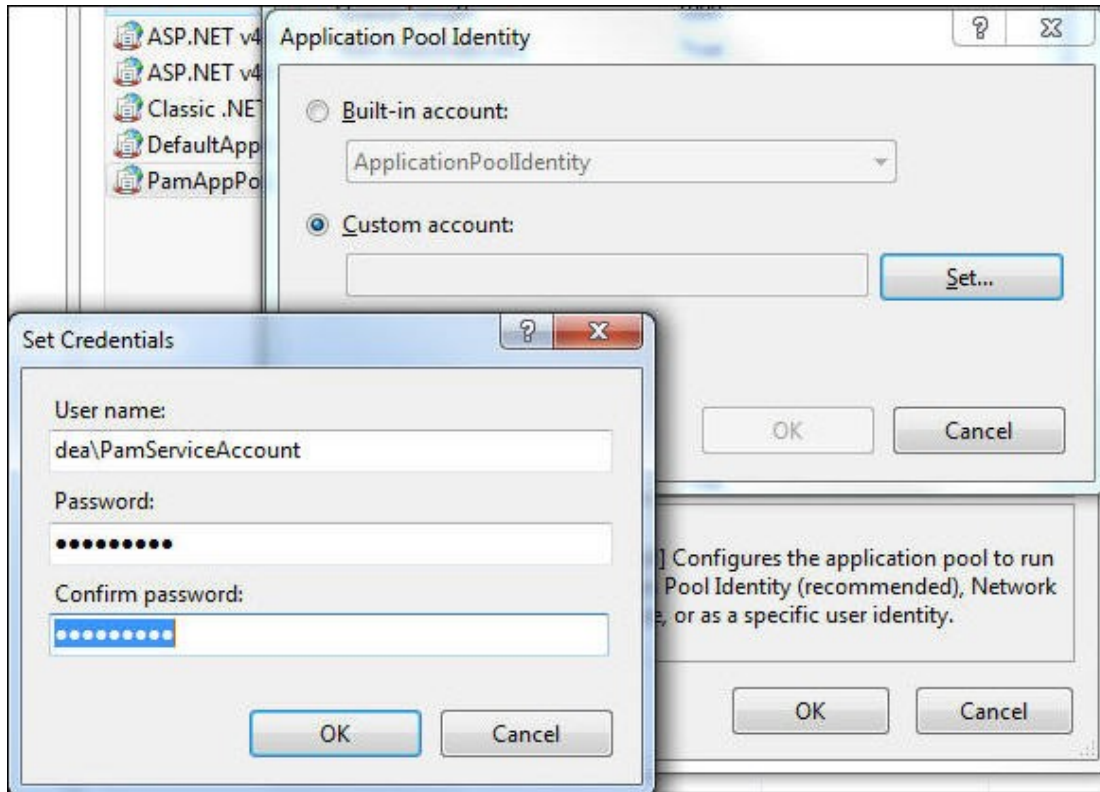 ASP.NET v4
ASP.NET v4
Classic .NET
DefaultApp
PamAppPo
Application Pool Identity
Built-in account:
ApplicationPoolIdentity
Custom account:
Set...
OK
Cancel
Set Credentials
User name:
dea\PamServiceAccount
Password:
•••••••••
Confirm password:
•••••••••
OK
Cancel
] Configures the application pool to run
Pool Identity (recommended), Network
, or as a specific user identity.
OK
Cancel